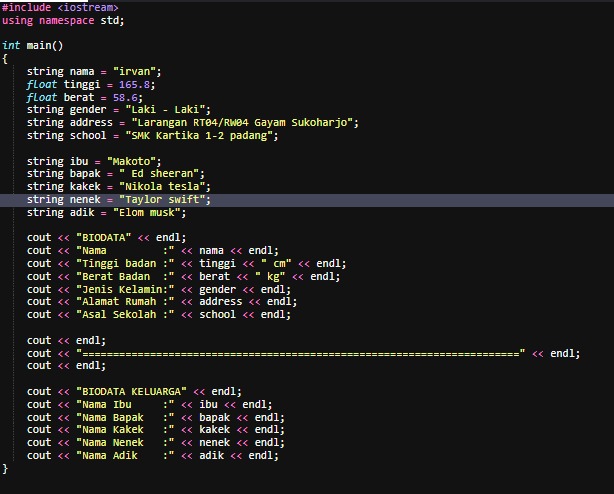 #include <iostream>
using namespace std;
int main()
{
string nama = "irvan";
float tinggi = 165.8;
float berat = 58.6;
string gender = "Laki - Laki";
string address = "Larangan RT04/RW04 Gayam Sukoharjo";
string school = "SMK Kartika 1-2 padang";
string ibu = "Makoto";
string bapak = " Ed sheeran";
string kakek = "Nikola tesla";
string nenek = "Taylor swift";
string adik = "Elom musk";
cout << "BIODATA" << endl;
cout << "Nama         :" << nama << endl;
cout << "Tinggi badan :" << tinggi << " cm" << endl;
cout << "Berat Badan  :" << berat << " kg" << endl;
cout << "Jenis Kelamin:" << gender << endl;
cout << "Alamat Rumah :" << address << endl;
cout << "Asal Sekolah :" << school << endl;
cout << endl;
cout << "=======================================================================" << endl;
cout << endl;
cout << "BIODATA KELUARGA" << endl;
cout << "Nama Ibu     :" << ibu << endl;
cout << "Nama Bapak   :" << bapak << endl;
cout << "Nama Kakek   :" << kakek << endl;
cout << "Nama Nenek   :" << nenek << endl;
cout << "Nama Adik    :" << adik << endl;
}